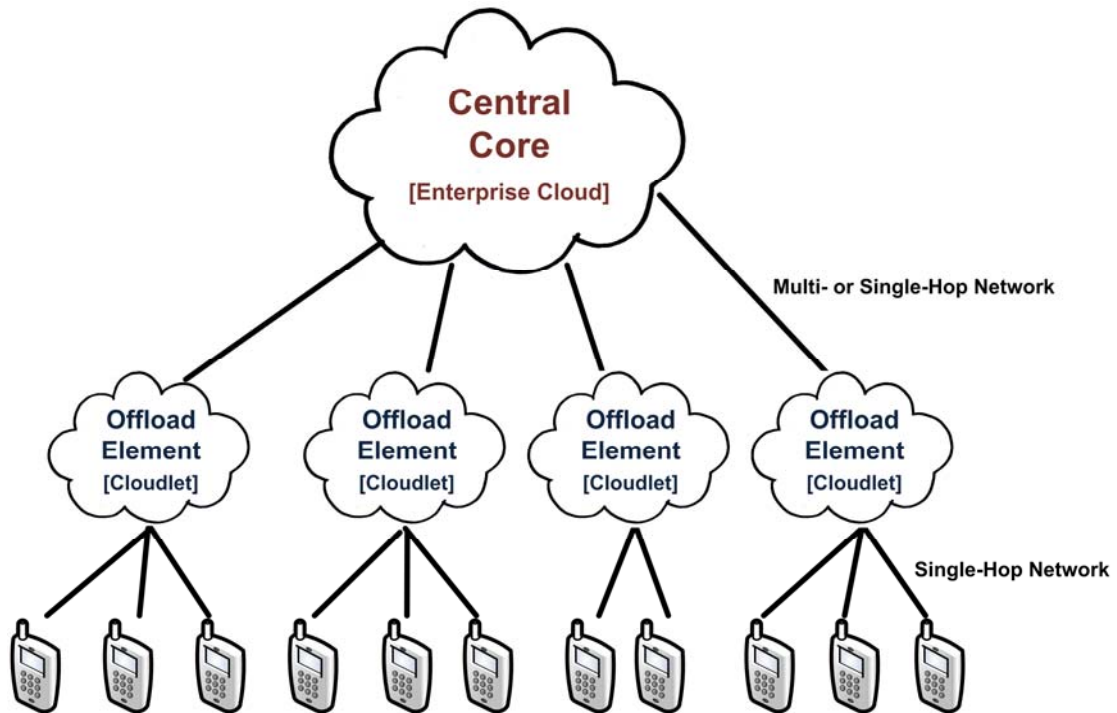 Central
Core
[Enterprise Cloud]
Multi- or Single-Hop Network
Offload
Element
[Cloudlet]
Offload
Element
[Cloudlet]
Offload
Element
[Cloudlet]
Offload
Element
[Cloudlet]
Single-Hop Network